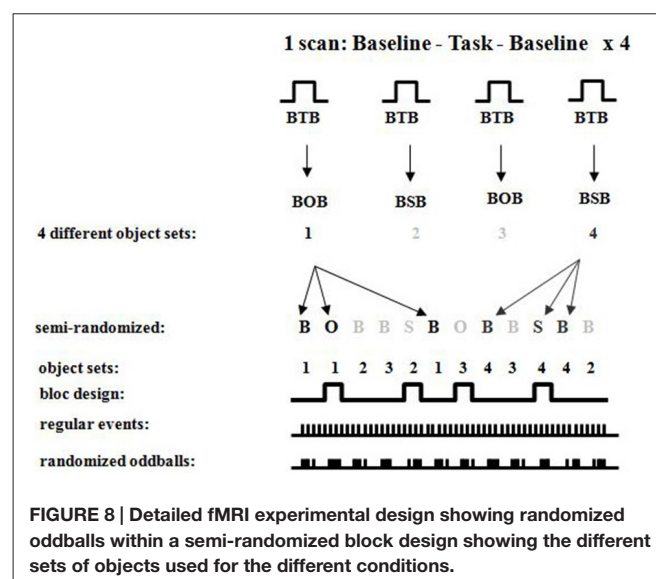 1 scan: Baseline - Task - Baseline x 4
BTB BTB BTB BTB
BOB BSB BOB BSB
4 different object sets: 1 2 3 4
semi-randomized: B O B B S B O B B S B B
object sets: 1 1 2 3 2 1 3 4 3 4 4 2
bloc design:
regular events:
randomized oddballs:
FIGURE 8 | Detailed fMRI experimental design showing randomized
oddballs within a semi-randomized block design showing the different
sets of objects used for the different conditions.